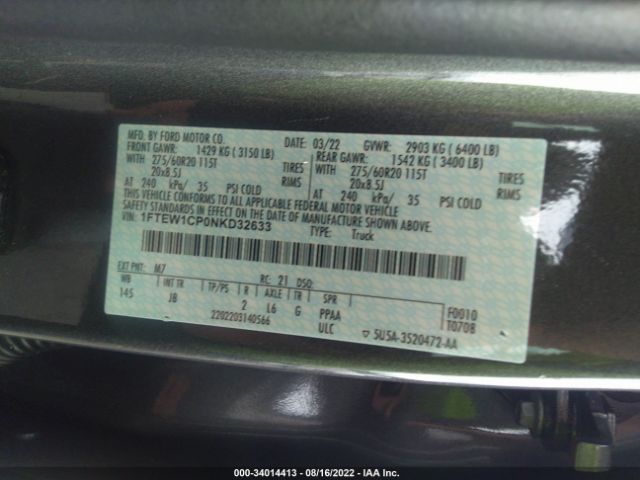 MFD. BY FORD MOTOR CO. DATE: 03/22 GVWR: 2903 KG ( 6400 LB)
FRONT GAWR: 1429 KG ( 3150 LB) REAR GAWR: 1542 KG ( 3400 LB)
WITH 275/60R20 115T TIRES WITH 275/60R20 115T TIRES
20x8.5J RIMS 20x8.5J RIMS
AT 240 kPa/ 35 PSI COLD AT 240 kPa/ 35 PSI COLD
THIS VEHICLE CONFORMS TO ALL APPLICABLE FEDERAL MOTOR VEHICLE
SAFETY STANDARDS IN EFFECT ON THE DATE OF MANUFACTURE SHOWN ABOVE.
VIN: 1FTEW1CP0NKD32633 TYPE: Truck
EXT PNT: M7 RC: 21 DSO:
WB INT TR TP/PS R AXLE TR SPR
145 JB 2 L6 G PPAA F0010
2202203140566 ULC T0708
5U5A-3520472-AA
000-34014413 - 08/16/2022 - IAA Inc.